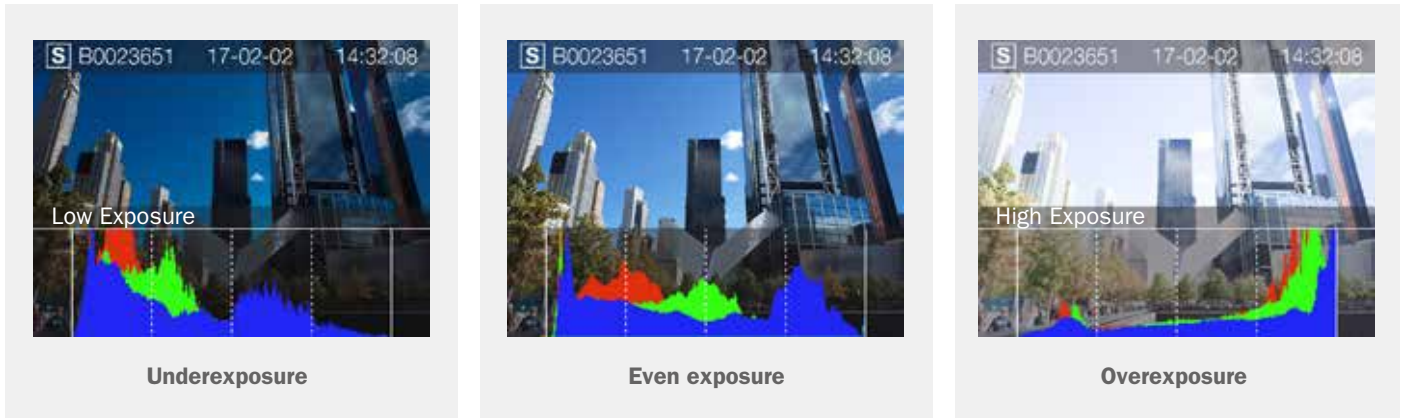 S B0023651 17-02-02 14:32:08
S B0023651 17-02-02 14:32:08
S B0023651 17-02-02 14:32:08
Low Exposure
High Exposure
Underexposure
Even exposure
Overexposure